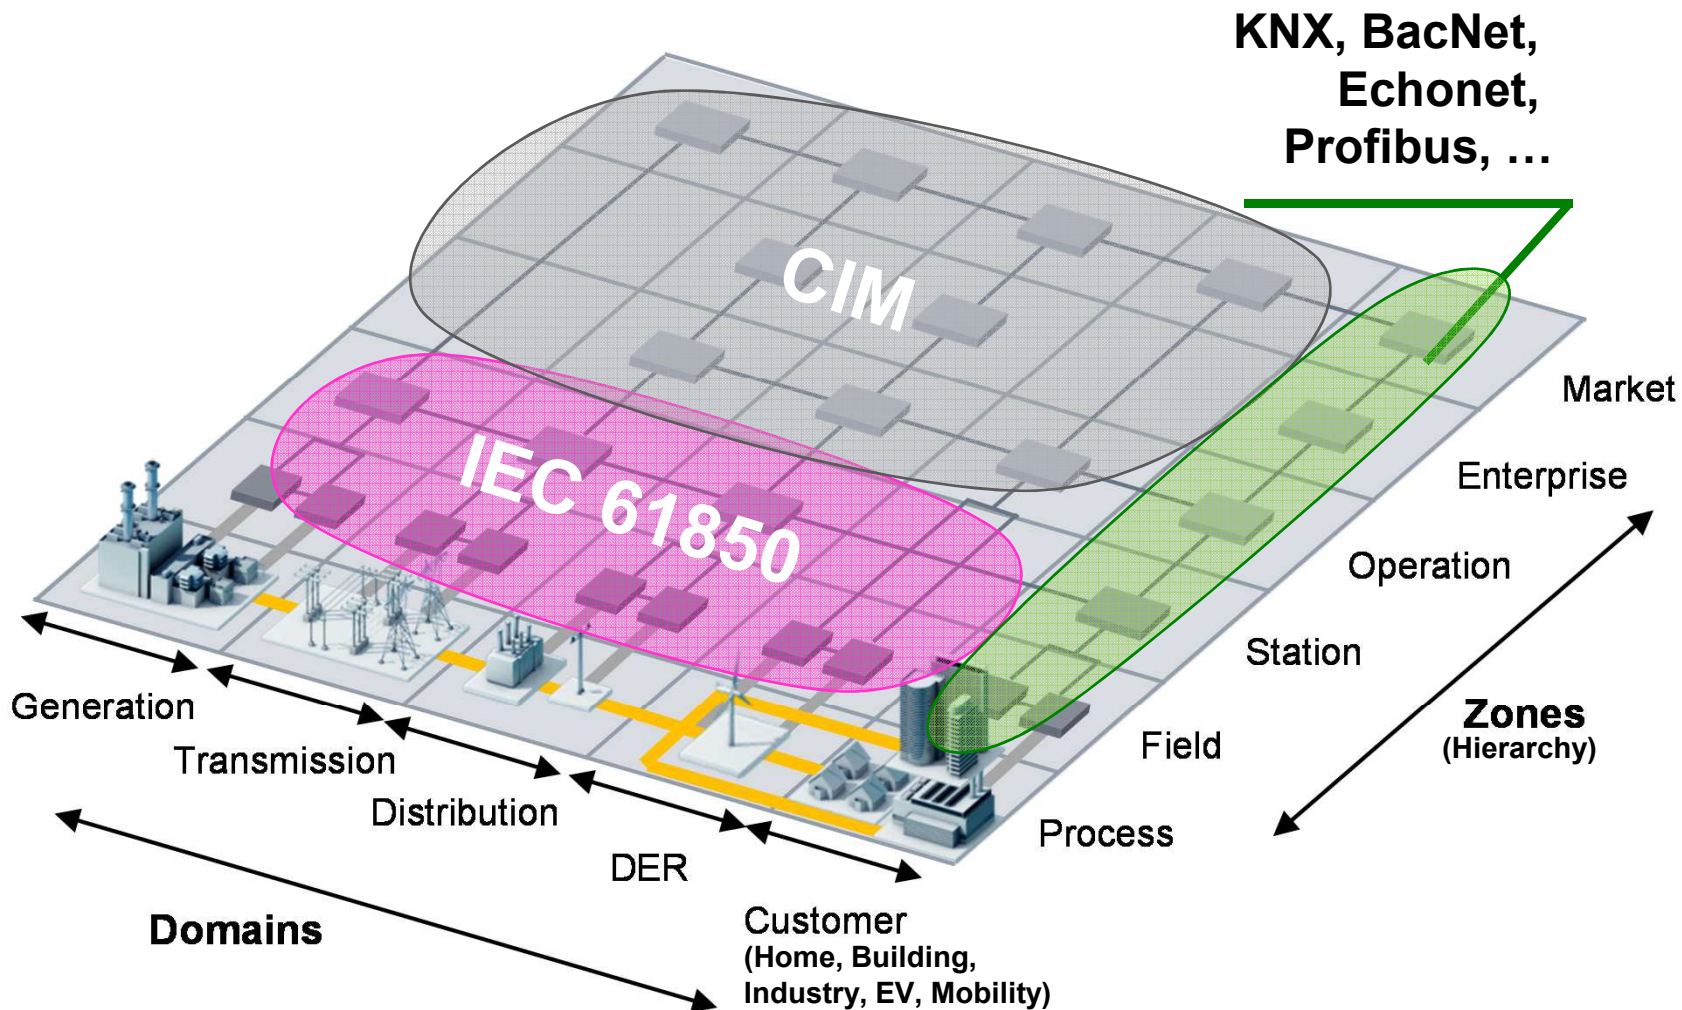 KNX, BacNet,
Echonet,
Profibus, …
CIM
IEC 61850
Market
Enterprise
Operation
Station
Field
Process
Zones
(Hierarchy)
Generation
Transmission
Distribution
DER
Customer
(Home, Building,
Industry, EV, Mobility)
Domains